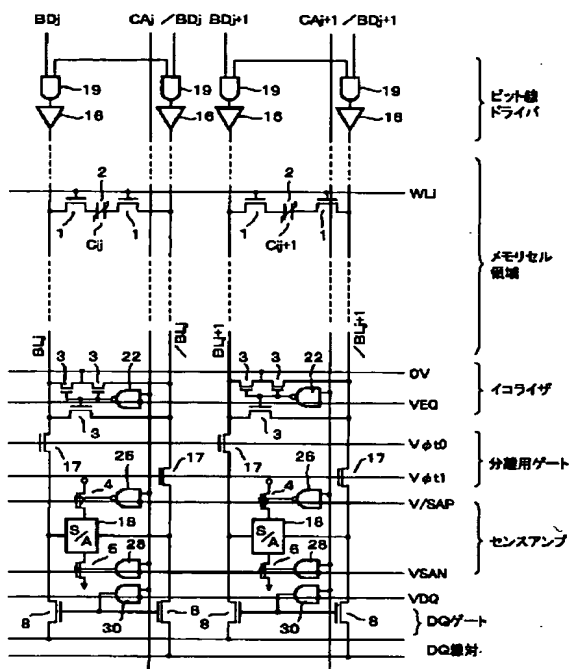 BDj CAj /BDj BDj+1 CAj+1 /BDj+1
19 19 19 19
16 16 16 16
ビット線
ドライバ
2 2
WLi
1 Cij 1 1 Cij+1 1
メモリセル
領域
BLj /BLj BLj+1 /BLj+1
0V
3 3 22 3 3 22
VEQ
3 3
イコライザ
Vφt0
17 17 17 17
Vφt1
分離用ゲート
4 26 4 26
V/SAP
S/A 18 S/A 18
センスアンプ
6 28 6 28
VSAN
VDQ
8 30 8 8 30 8
DQゲート
DQ線対